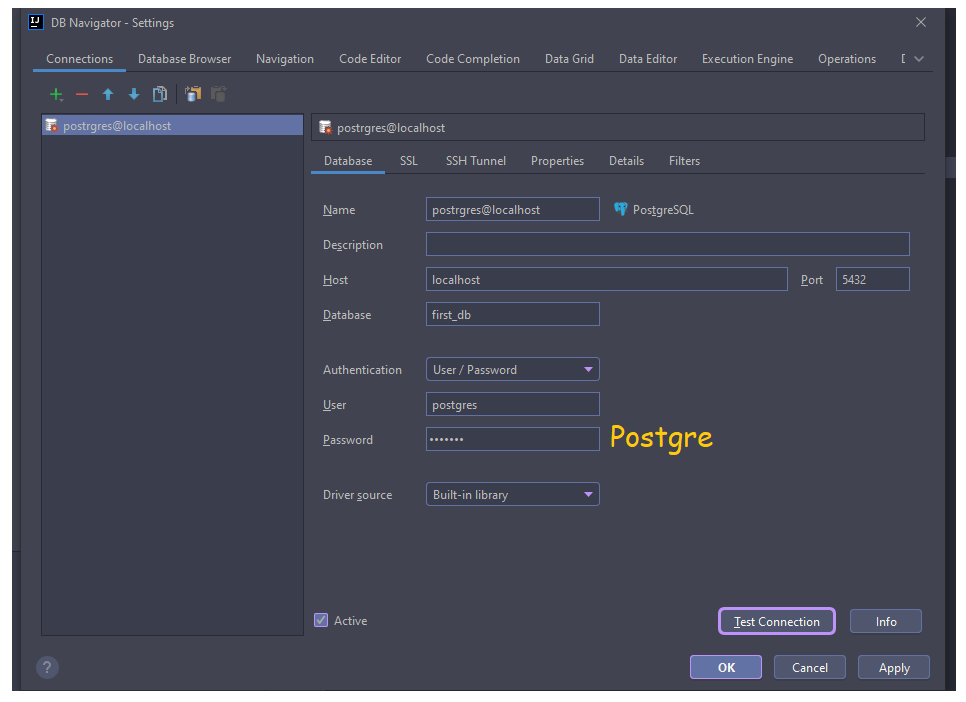 IJ DB Navigator - Settings
Connections Database Browser Navigation Code Editor Code Completion Data Grid Data Editor Execution Engine Operations
postrgres@localhost
postrgres@localhost
Database SSL SSH Tunnel Properties Details Filters
Name postrgres@localhost PostgreSQL
Description
Host localhost Port 5432
Database first_db
Authentication User / Password
User postgres
Password ••••••• Postgre
Driver source Built-in library
Active
Test Connection Info
? OK Cancel Apply